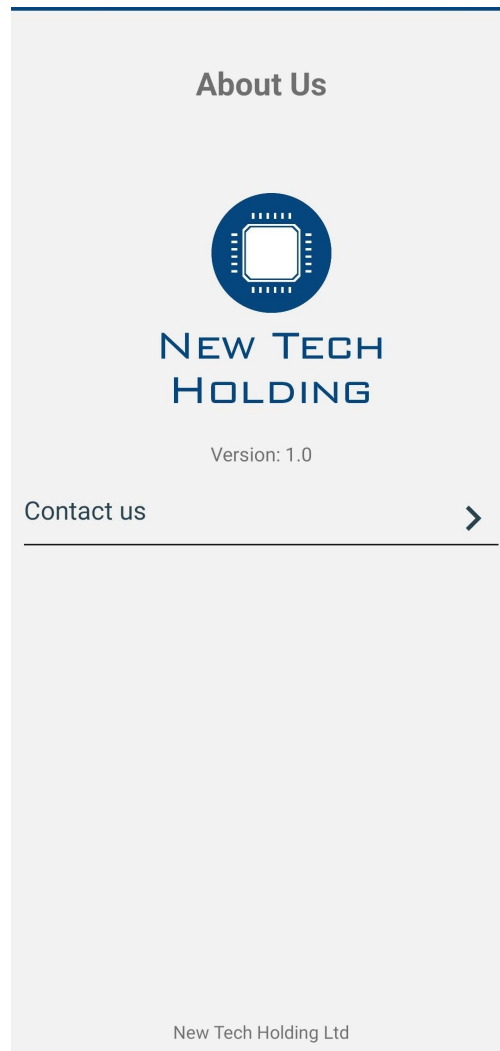 About Us
NEW TECH
HOLDING
Version: 1.0
Contact us
New Tech Holding Ltd